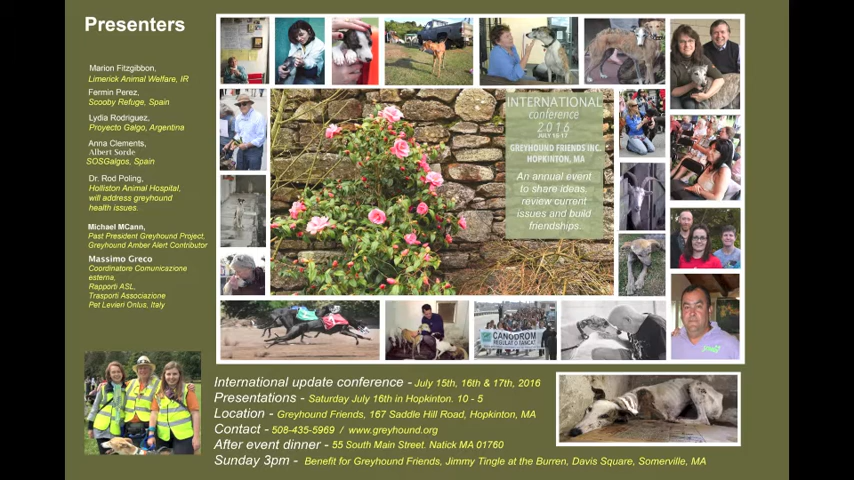 Presenters
Marion Fitzgibbon,
Limerick Animal Welfare, IR
Fermin Perez,
Scooby Refuge, Spain
Lydia Rodriguez,
Proyecto Galgo, Argentina
Anna Clements,
Albert Sorde
SOSGalgos, Spain
Dr. Rod Poling,
Holliston Animal Hospital,
will address greyhound
health issues.
Michael MCann,
Past President Greyhound Project,
Greyhound Amber Alert Contributor
Massimo Greco
Coordinatore Comunicazione
esterna,
Rapporti ASL,
Trasporti Associazione
Pet Levrieri Onlus, Italy
INTERNATIONAL
conference
2016
JULY 15-17
GREYHOUND FRIENDS INC.
HOPKINTON, MA
An annual event
to share ideas,
review current
issues and build
friendships.
CANODROM
International update conference - July 15th, 16th & 17th, 2016
Presentations - Saturday July 16th in Hopkinton. 10 - 5
Location - Greyhound Friends, 167 Saddle Hill Road, Hopkinton, MA
Contact - 508-435-5969 / www.greyhound.org
After event dinner - 55 South Main Street. Natick MA 01760
Sunday 3pm - Benefit for Greyhound Friends, Jimmy Tingle at the Burren, Davis Square, Somerville, MA